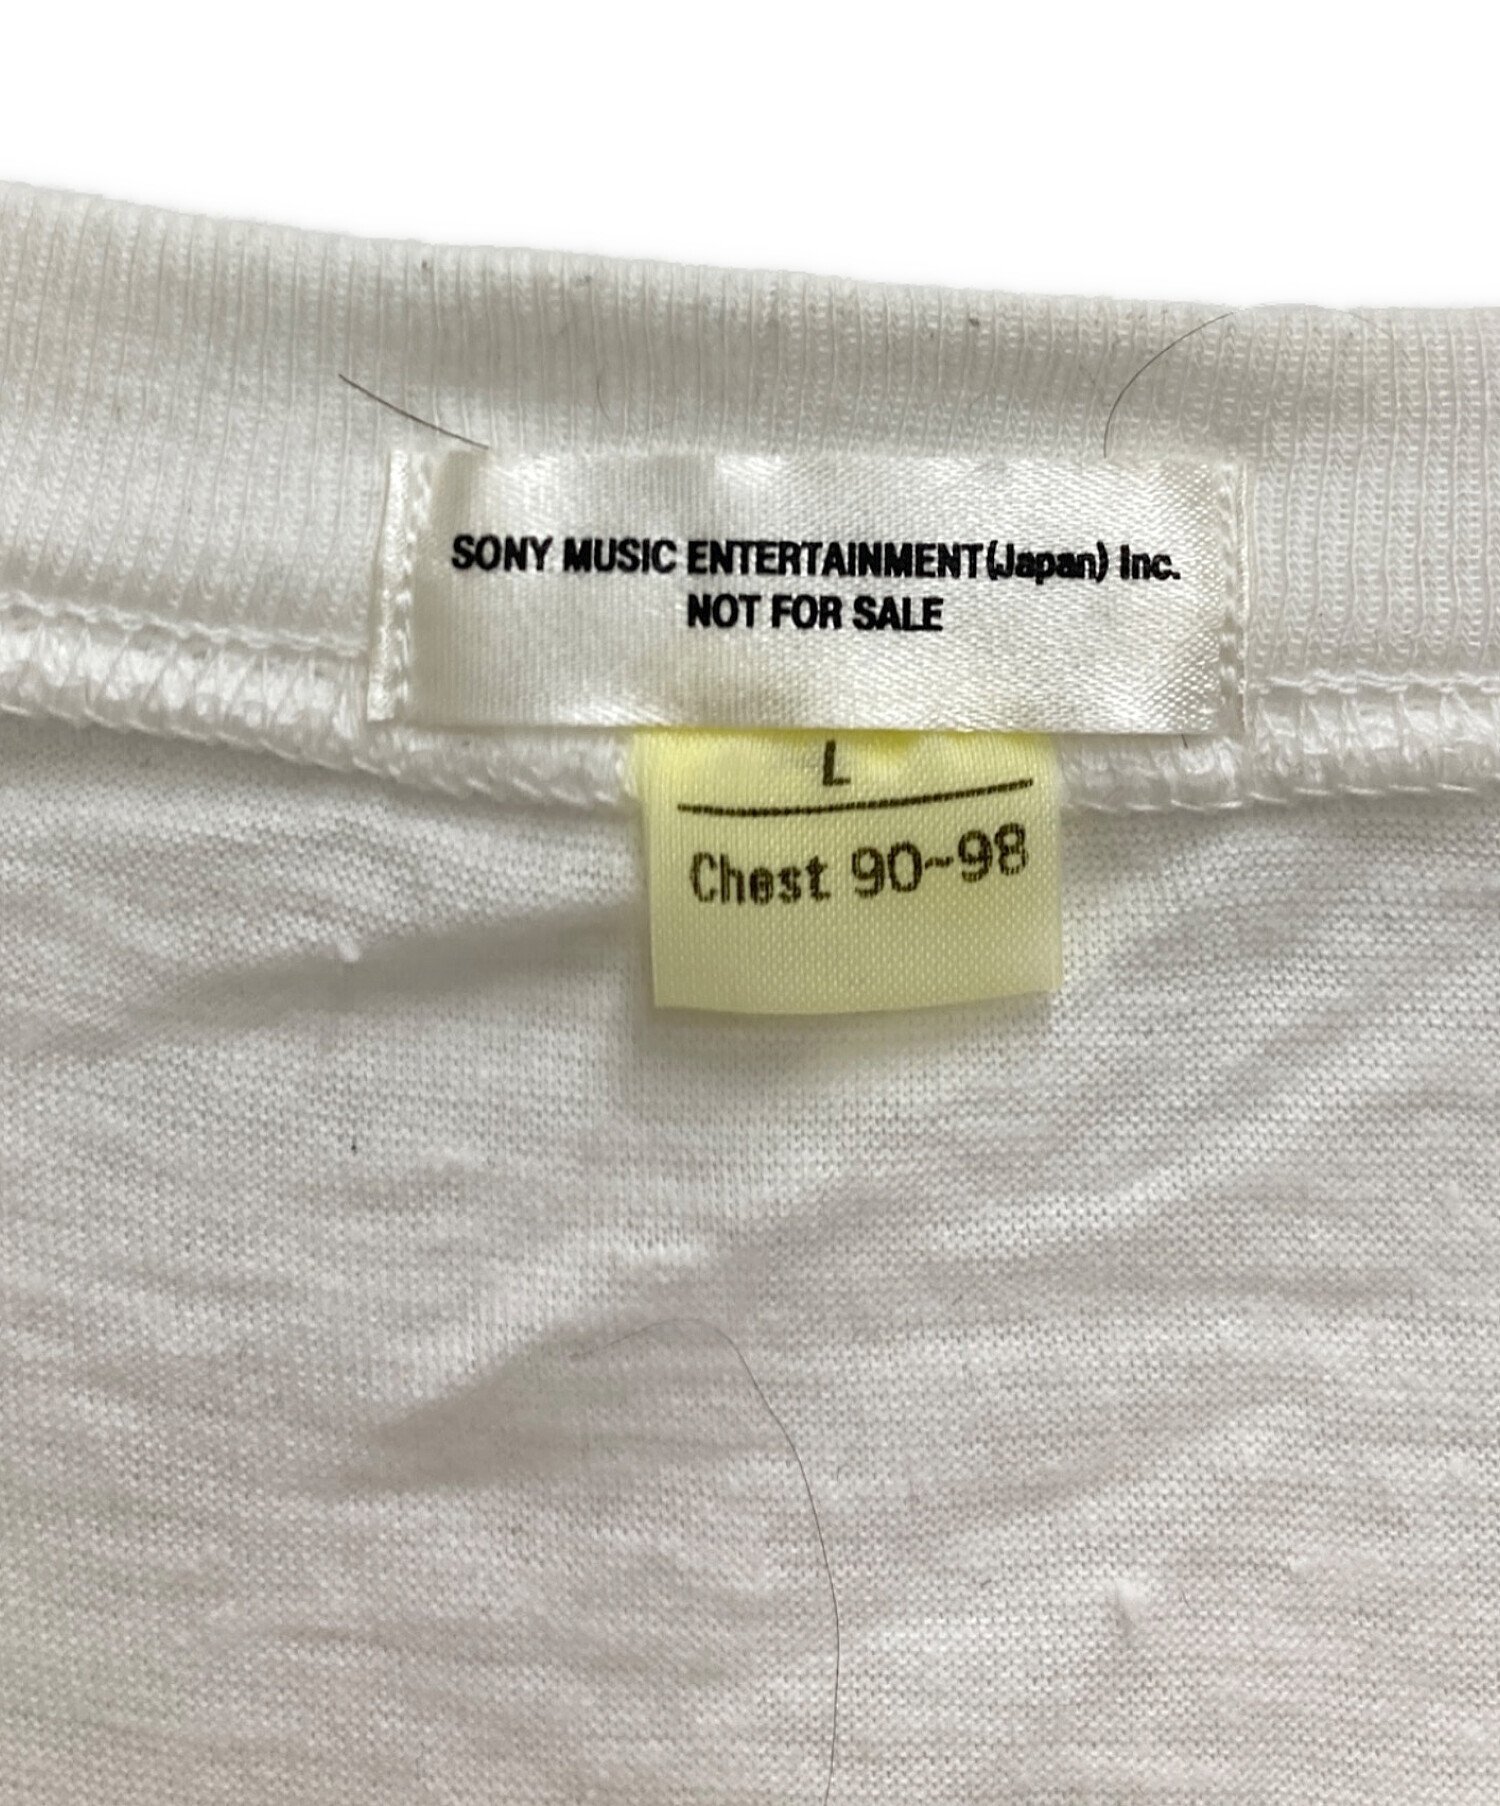 SONY MUSIC ENTERTAINMENT(Japan) Inc.
NOT FOR SALE
L
Chest 90~98